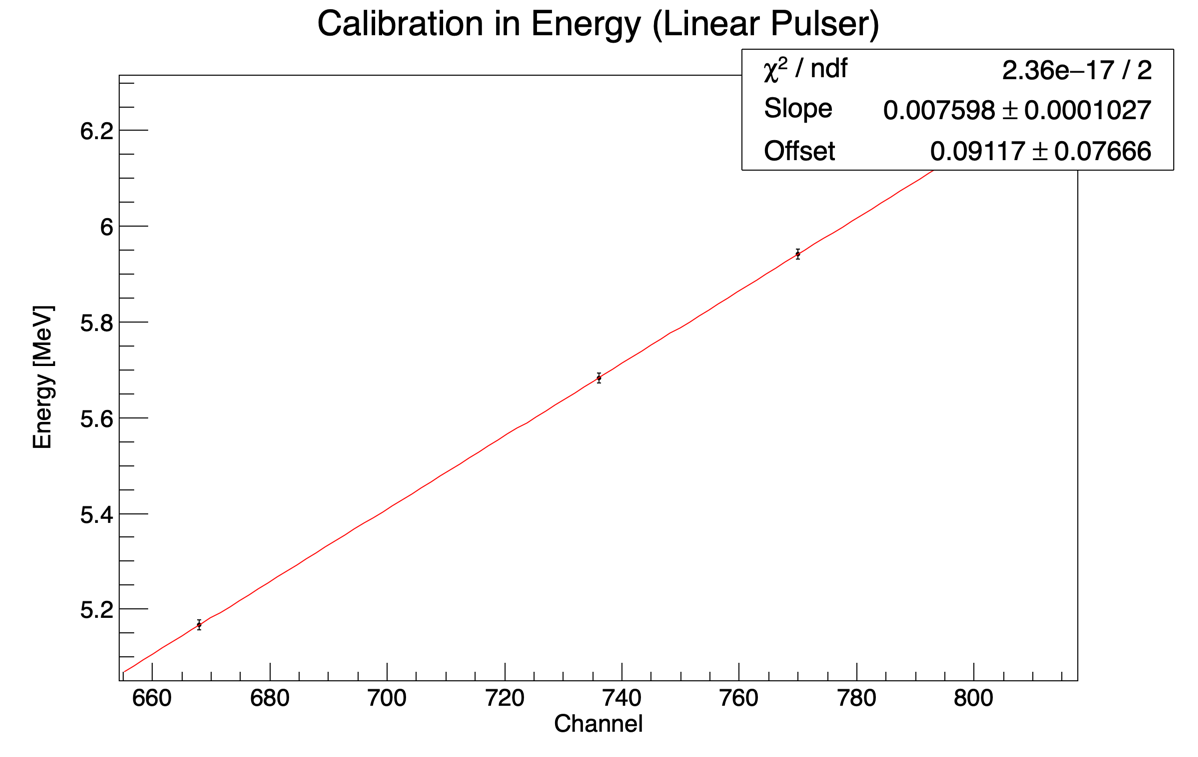 Calibration in Energy (Linear Pulser)
χ² / ndf 2.36e−17 / 2
Slope 0.007598 ± 0.0001027
Offset 0.09117 ± 0.07666
6.2
6
5.8
5.6
5.4
5.2
Energy [MeV]
660 680 700 720 740 760 780 800
Channel